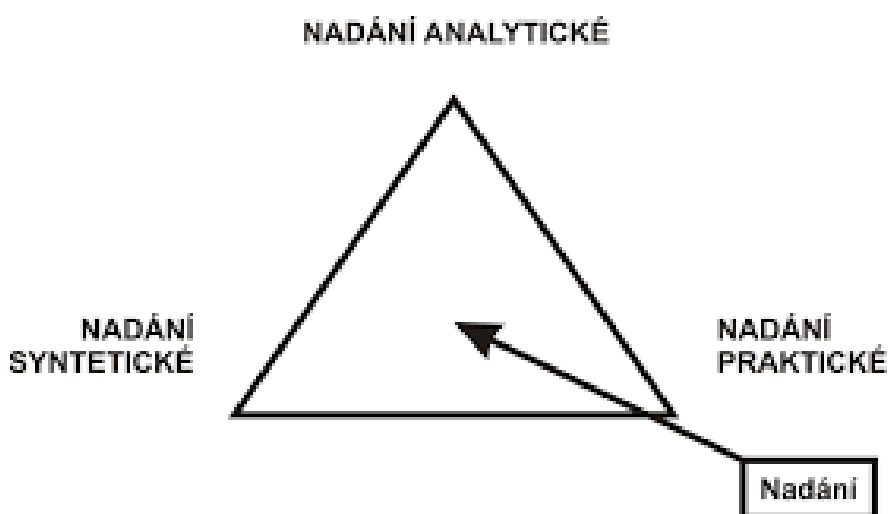 NADÁNÍ ANALYTICKÉ
NADÁNÍ
SYNTETICKÉ
NADÁNÍ
PRAKTICKÉ
Nadání